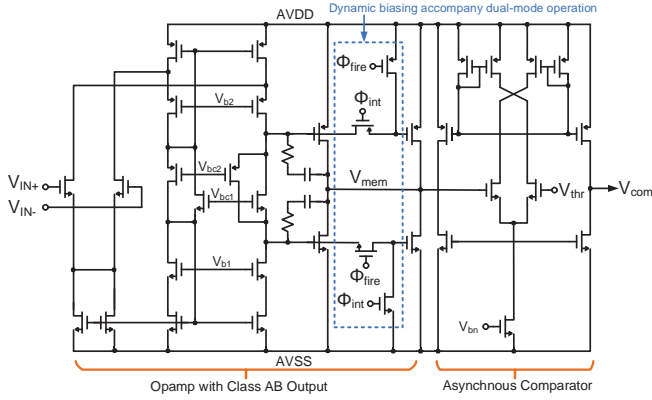 Dynamic biasing accompany dual-mode operation
AVDD
Φfire
Φint
Vb2
Vbc2
Vbc1
VIN+
VIN-
Vmem
Vthr
Vcom
Vb1
Φfire
Φint
Vbn
AVSS
Opamp with Class AB Output
Asynchnous Comparator